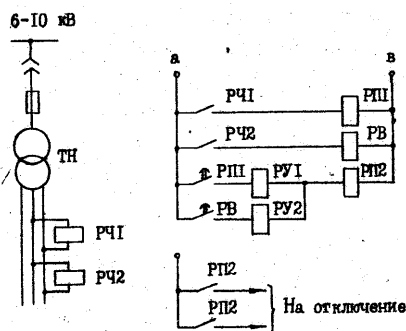 6-10 кВ
ТН
РЧ1
РЧ2
а
в
РЧ1
РП1
РЧ2
РВ
РП1
РУ1
РП2
РВ
РУ2
РП2
РП2
На отключение